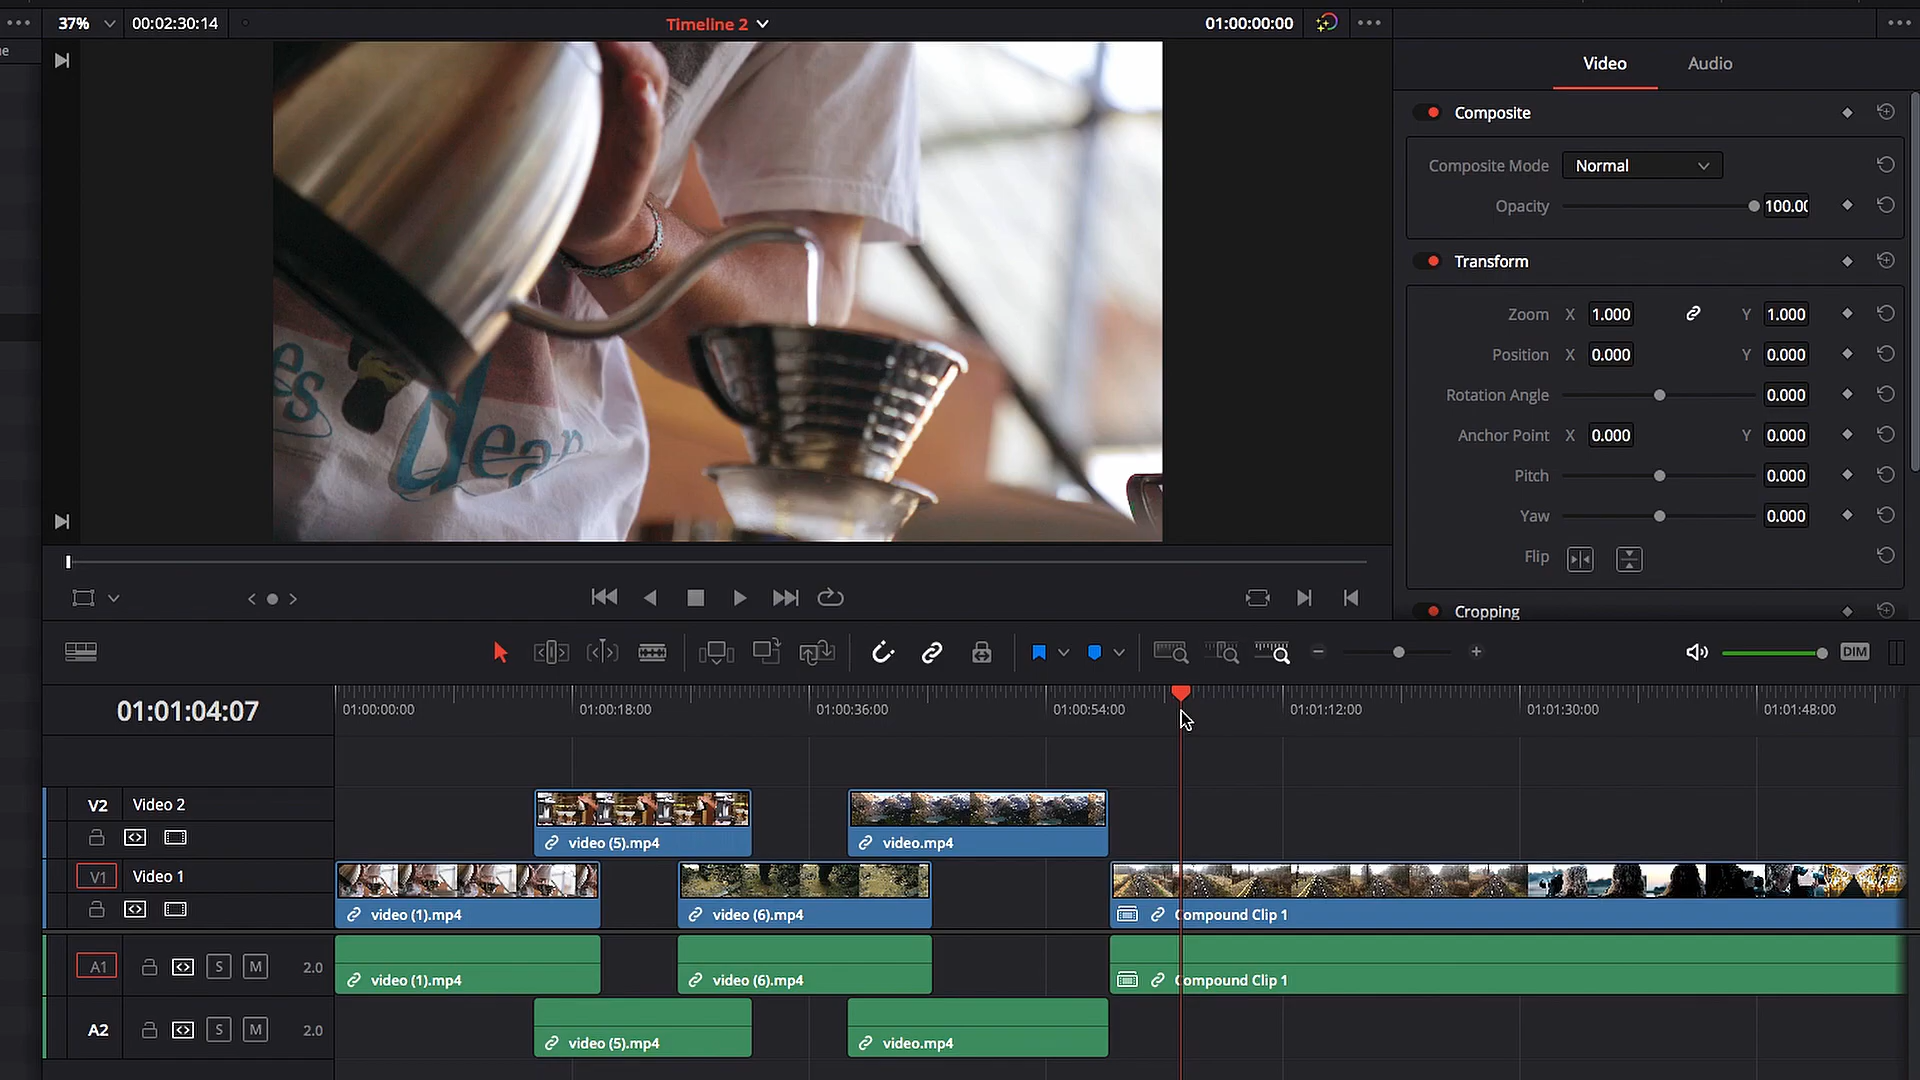 37%
00:02:30:14
Timeline 2
01:00:00:00
Video
Audio
Composite
Composite Mode
Normal
Opacity
100.00
Transform
Zoom X 1.000 Y 1.000
Position X 0.000 Y 0.000
Rotation Angle 0.000
Anchor Point X 0.000 Y 0.000
Pitch 0.000
Yaw 0.000
Flip
Cropping
es
dean
DIM
01:01:04:07
01:00:00:00
01:00:18:00
01:00:36:00
01:00:54:00
01:01:12:00
01:01:30:00
01:01:48:00
V2 Video 2
video (5).mp4
video.mp4
V1 Video 1
video (1).mp4
video (6).mp4
Compound Clip 1
A1 S M 2.0
video (1).mp4
video (6).mp4
Compound Clip 1
A2 S M 2.0
video (5).mp4
video.mp4